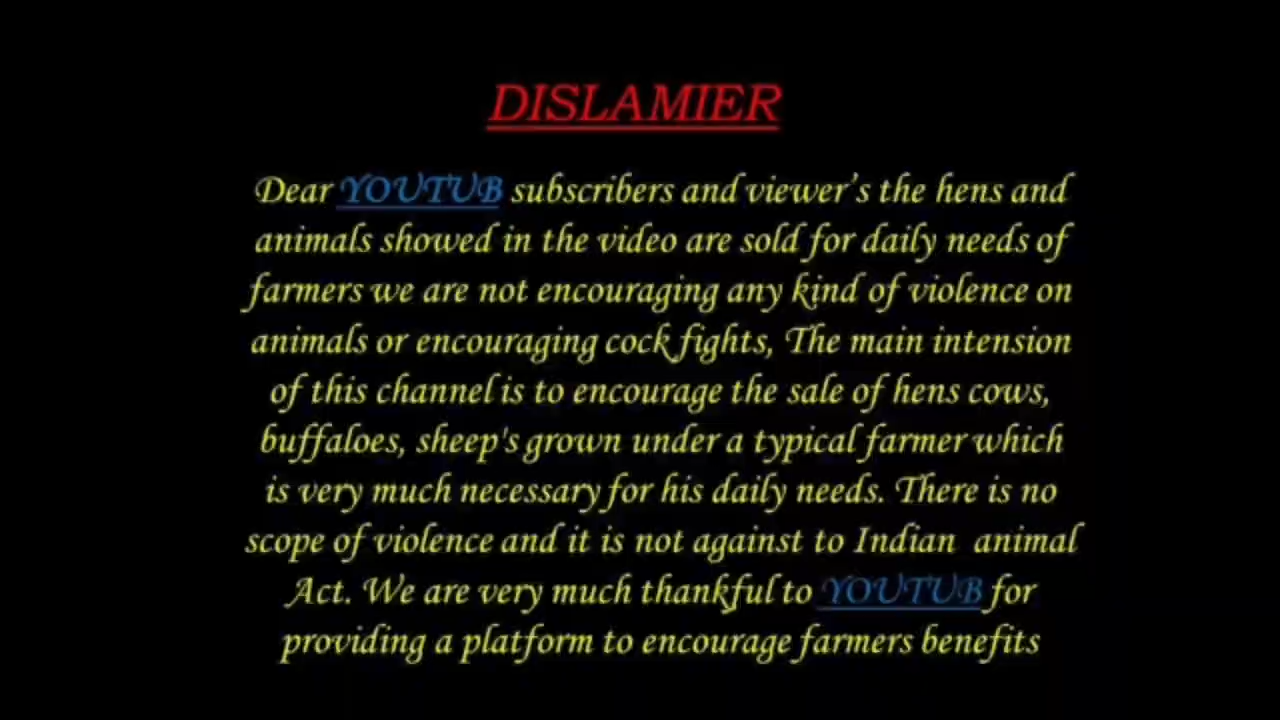 DISLAMIER
Dear YOUTUB subscribers and viewer's the hens and
animals showed in the video are sold for daily needs of
farmers we are not encouraging any kind of violence on
animals or encouraging cock fights, The main intension
of this channel is to encourage the sale of hens cows,
buffaloes, sheep's grown under a typical farmer which
is very much necessary for his daily needs. There is no
scope of violence and it is not against to Indian animal
Act. We are very much thankful to YOUTUB for
providing a platform to encourage farmers benefits